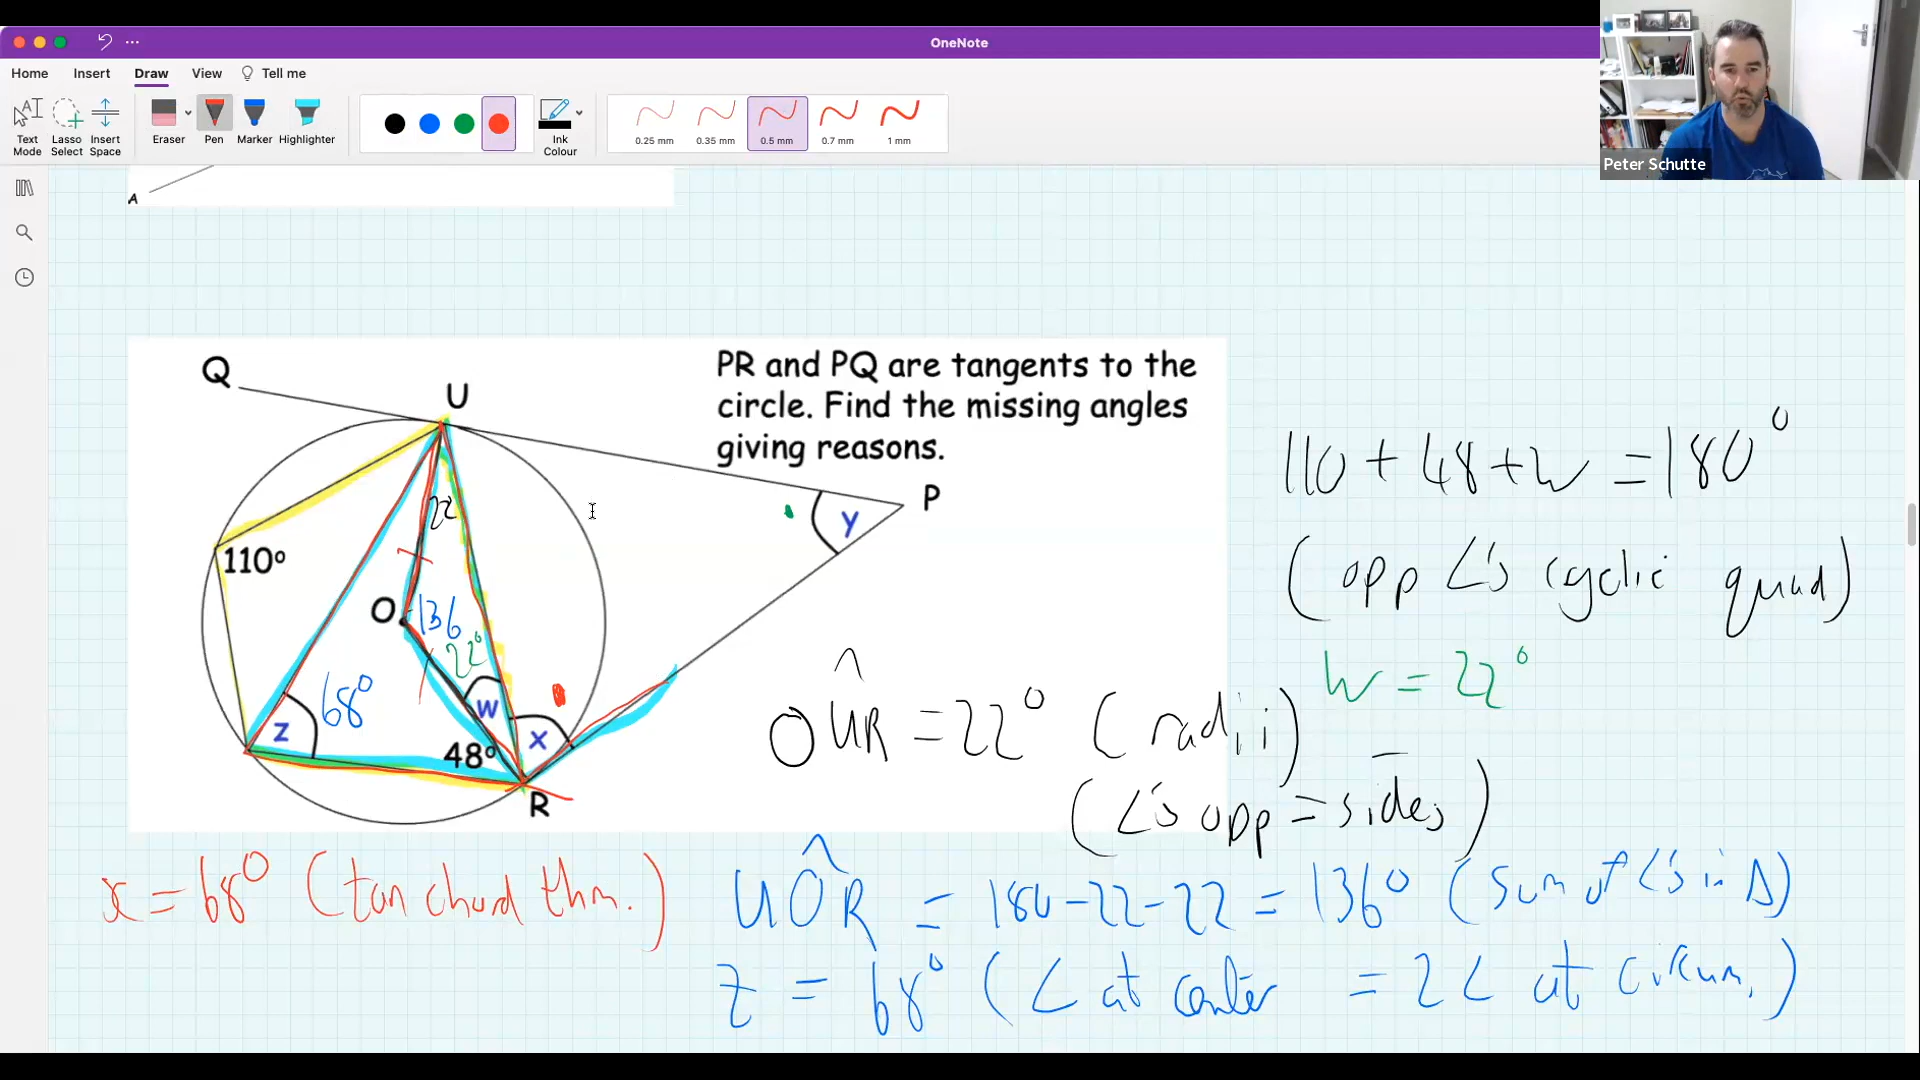 OneNote
Home Insert Draw View Tell me
Text Mode
Lasso Select
Insert Space
Eraser
Pen
Marker
Highlighter
Ink Colour
0.25 mm
0.35 mm
0.5 mm
0.7 mm
1 mm
Peter Schutte
A
Q
U
PR and PQ are tangents to the
circle. Find the missing angles
giving reasons.
P
y
110°
22
O
136
22°
68°
z
w
48°
x
R
110 + 48 + w = 180°
(opp ∠'s cyclic quad)
w = 22°
OÛR = 22° (radii)
(∠'s opp = sides)
x = 68° (tan chord thm.)
UÔR = 180-22-22 = 136° (sum of ∠'s in Δ)
z = 68° (∠ at center = 2∠ at circum.)